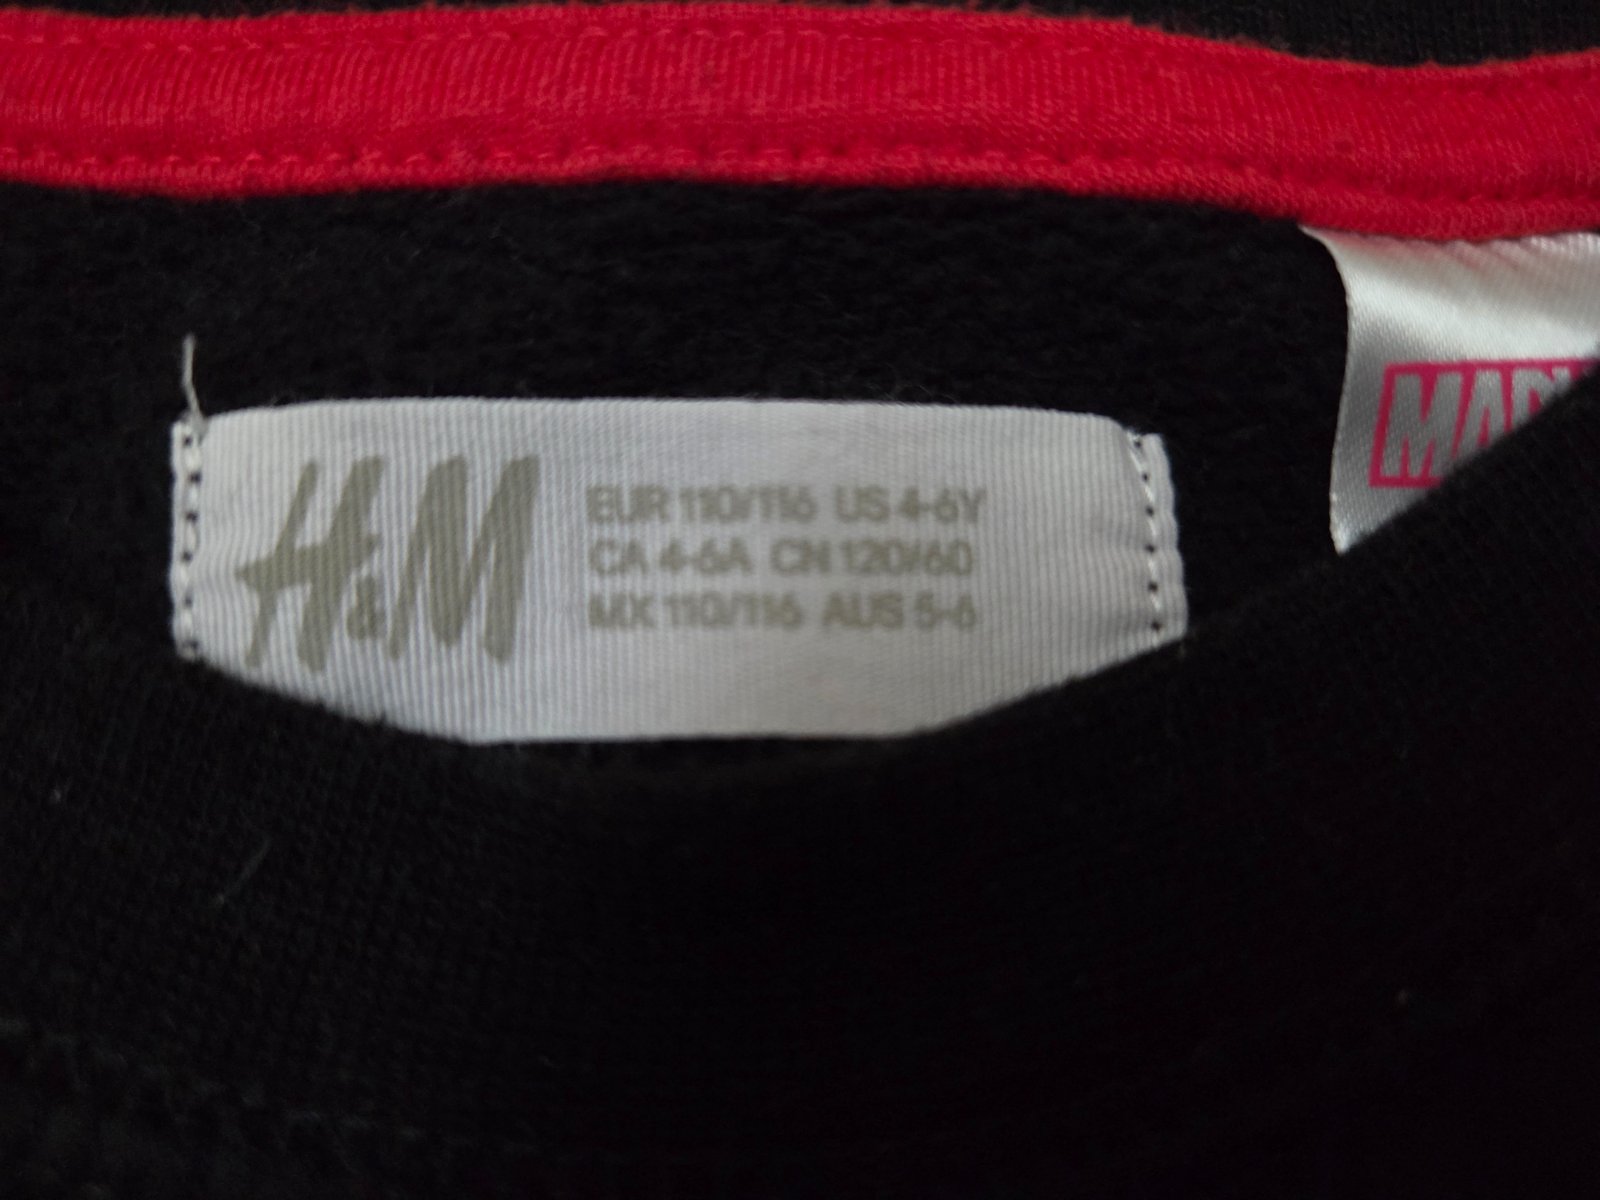 H&M
EUR 110/116 US 4-6Y
CA 4-6A CN 120/60
MX 110/116 AUS 5-6